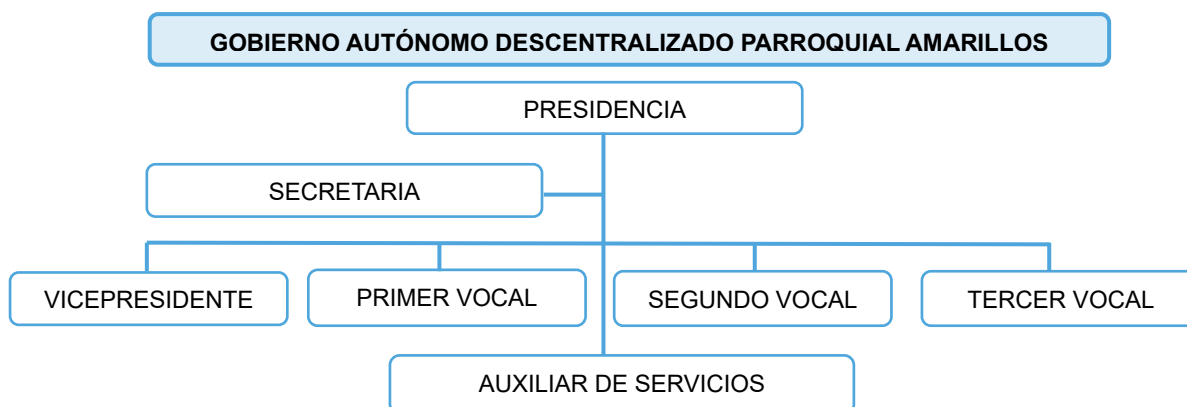 GOBIERNO AUTÓNOMO DESCENTRALIZADO PARROQUIAL AMARILLOS
PRESIDENCIA
SECRETARIA
VICEPRESIDENTE
PRIMER VOCAL
SEGUNDO VOCAL
TERCER VOCAL
AUXILIAR DE SERVICIOS